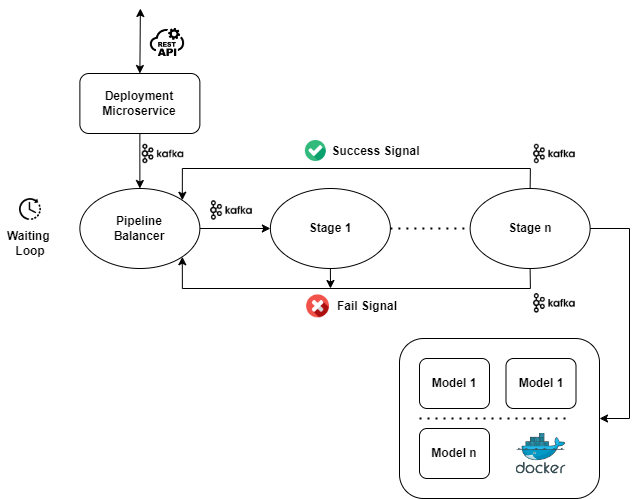 REST
API
Deployment
Microservice
kafka
Success Signal
kafka
Waiting
Loop
Pipeline
Balancer
kafka
Stage 1
Stage n
Fail Signal
kafka
Model 1
Model 1
Model n
docker